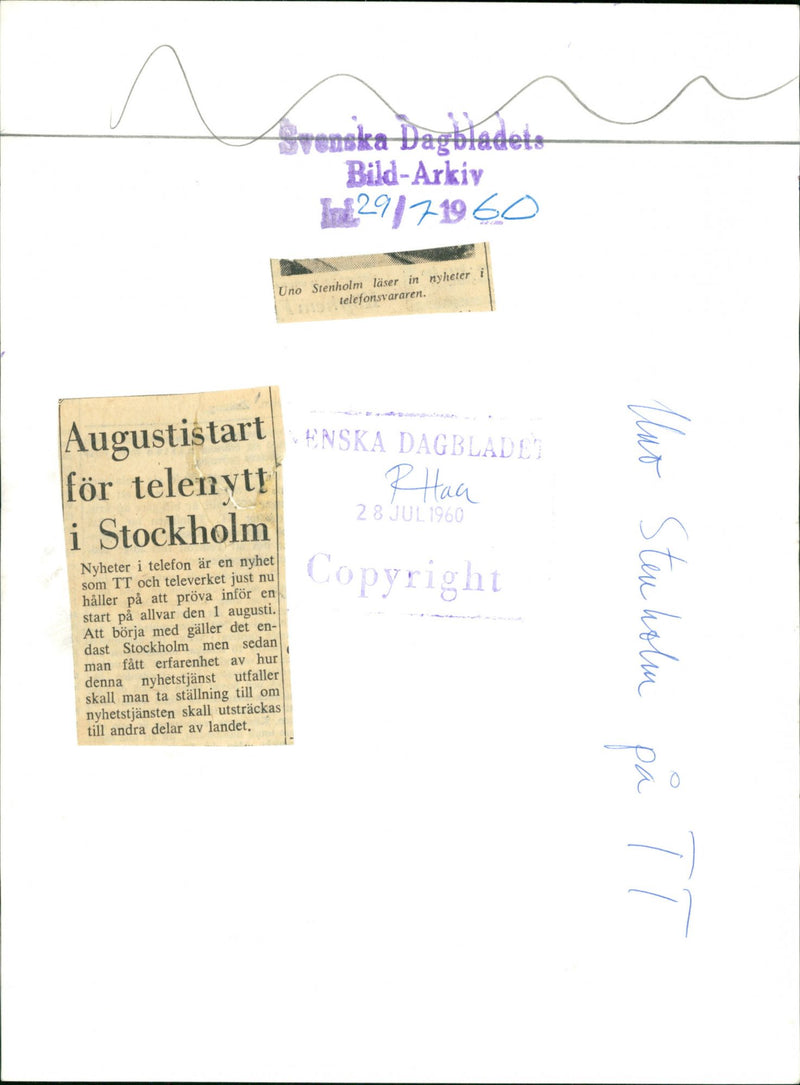 Svenska Dagbladets
Bild-Arkiv
Inl. 29/7 1960
Uno Stenholm läser in nyheter i
telefonsvararen.
Augustistart
för telenytt
i Stockholm
Nyheter i telefon är en nyhet
som TT och televerket just nu
håller på att pröva inför en
start på allvar den 1 augusti.
Att börja med gäller det en-
dast Stockholm men sedan
man fått erfarenhet av hur
denna nyhetstjänst utfaller
skall man ta ställning till om
nyhetstjänsten skall utsträckas
till andra delar av landet.
VENSKA DAGBLADET
28 JUL 1960
Copyright
Uno Stenholm på TT